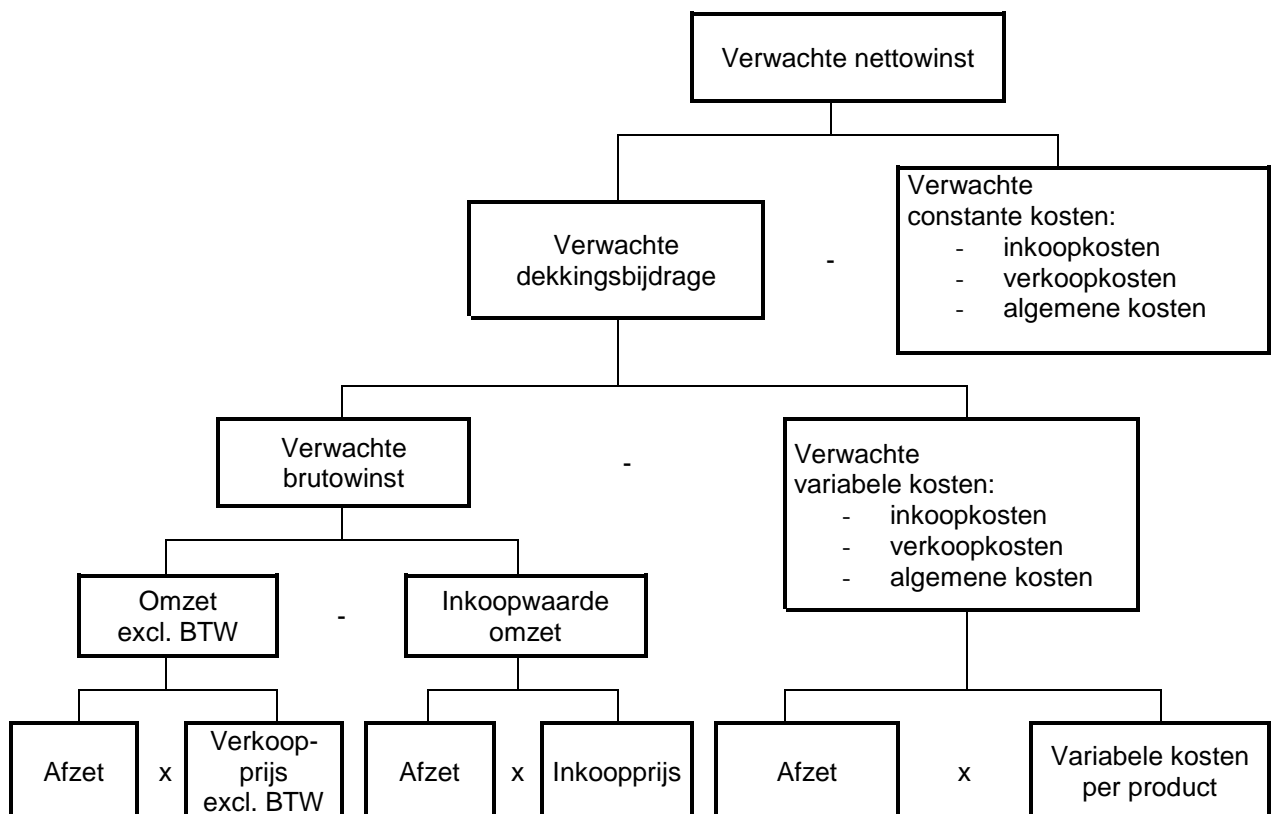 Verwachte nettowinst
Verwachte
constante kosten:
- inkoopkosten
- verkoopkosten
- algemene kosten
Verwachte
dekkingsbijdrage
-
Verwachte
brutowinst
-
Verwachte
variabele kosten:
- inkoopkosten
- verkoopkosten
- algemene kosten
Omzet
excl. BTW
-
Inkoopwaarde
omzet
Afzet
x
Verkoop-
prijs
excl. BTW
Afzet
x
Inkoopprijs
Afzet
x
Variabele kosten
per product